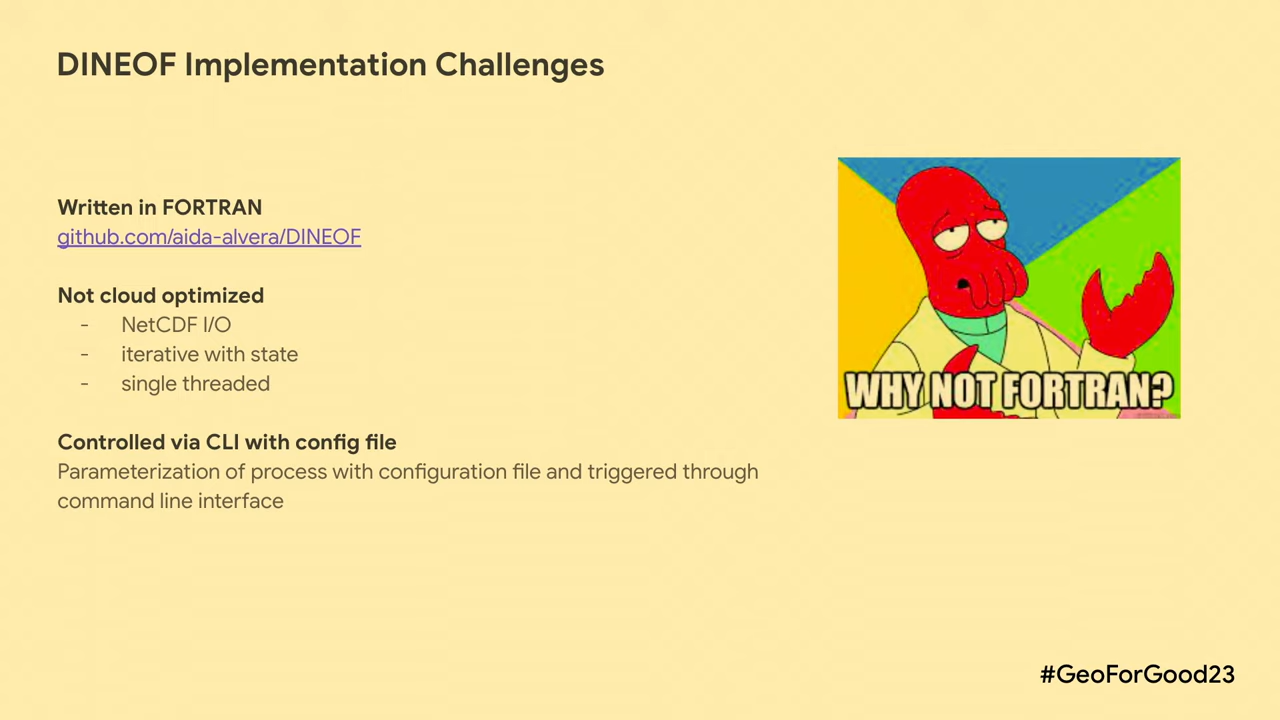 DINEOF Implementation Challenges
Written in FORTRAN
github.com/aida-alvera/DINEOF
Not cloud optimized
- NetCDF I/O
- iterative with state
- single threaded
Controlled via CLI with config file
Parameterization of process with configuration file and triggered through
command line interface
WHY NOT FORTRAN?
#GeoForGood23